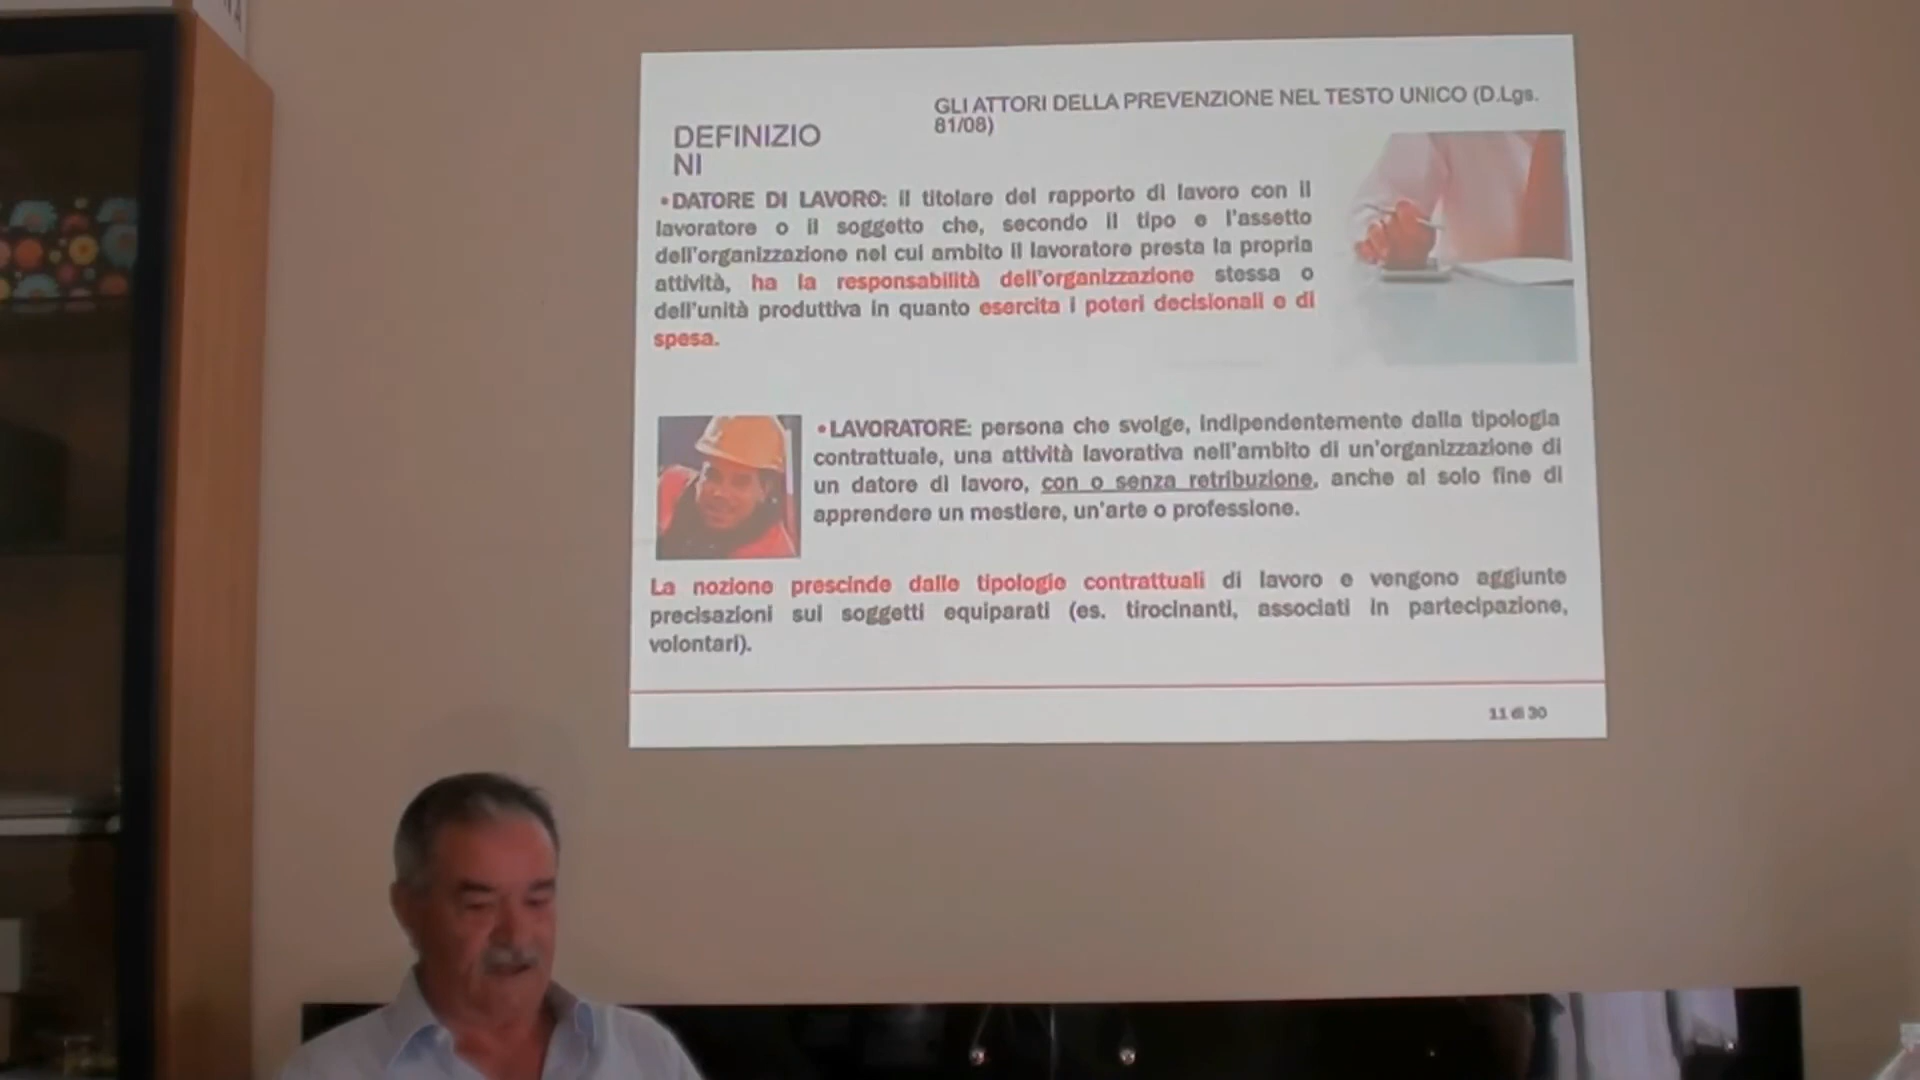 GLI ATTORI DELLA PREVENZIONE NEL TESTO UNICO (D.Lgs.
81/08)
DEFINIZIO
NI
•DATORE DI LAVORO: il titolare del rapporto di lavoro con il
lavoratore o il soggetto che, secondo il tipo e l'assetto
dell'organizzazione nel cui ambito il lavoratore presta la propria
attività, ha la responsabilità dell'organizzazione stessa o
dell'unità produttiva in quanto esercita i poteri decisionali e di
spesa.
•LAVORATORE: persona che svolge, indipendentemente dalla tipologia
contrattuale, una attività lavorativa nell'ambito di un'organizzazione di
un datore di lavoro, con o senza retribuzione, anche al solo fine di
apprendere un mestiere, un'arte o professione.
La nozione prescinde dalle tipologie contrattuali di lavoro e vengono aggiunte
precisazioni sui soggetti equiparati (es. tirocinanti, associati in partecipazione,
volontari).
11 di 30